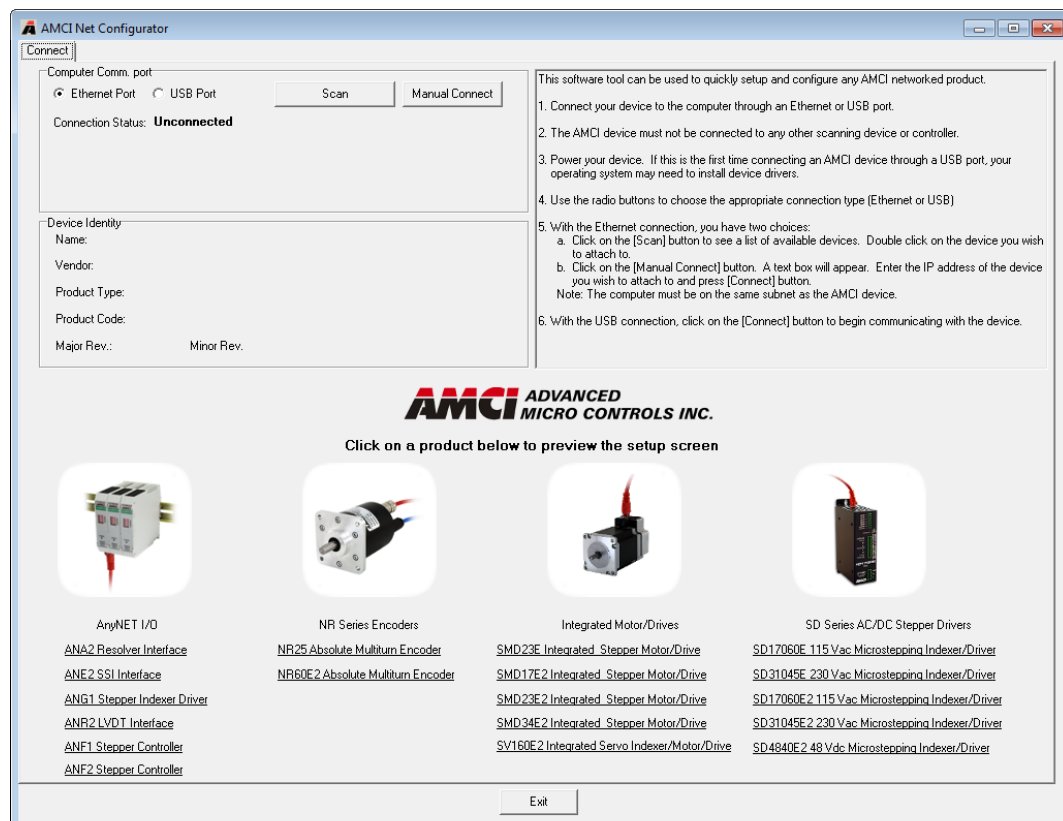 AMCI Net Configurator
Connect
Computer Comm. port
Ethernet Port
USB Port
Scan
Manual Connect
Connection Status: Unconnected
Device Identity
Name:
Vendor:
Product Type:
Product Code:
Major Rev.:
Minor Rev.
This software tool can be used to quickly setup and configure any AMCI networked product.
1. Connect your device to the computer through an Ethernet or USB port.
2. The AMCI device must not be connected to any other scanning device or controller.
3. Power your device. If this is the first time connecting an AMCI device through a USB port, your
operating system may need to install device drivers.
4. Use the radio buttons to choose the appropriate connection type (Ethernet or USB)
5. With the Ethernet connection, you have two choices:
a. Click on the [Scan] button to see a list of available devices. Double click on the device you wish
to attach to.
b. Click on the [Manual Connect] button. A text box will appear. Enter the IP address of the device
you wish to attach to and press [Connect] button.
Note: The computer must be on the same subnet as the AMCI device.
6. With the USB connection, click on the [Connect] button to begin communicating with the device.
AMCI ADVANCED
MICRO CONTROLS INC.
Click on a product below to preview the setup screen
AnyNET I/O
ANA2 Resolver Interface
ANE2 SSI Interface
ANG1 Stepper Indexer Driver
ANR2 LVDT Interface
ANF1 Stepper Controller
ANF2 Stepper Controller
NR Series Encoders
NR25 Absolute Multiturn Encoder
NR60E2 Absolute Multiturn Encoder
Integrated Motor/Drives
SMD23E Integrated Stepper Motor/Drive
SMD17E2 Integrated Stepper Motor/Drive
SMD23E2 Integrated Stepper Motor/Drive
SMD34E2 Integrated Stepper Motor/Drive
SV160E2 Integrated Servo Indexer/Motor/Drive
SD Series AC/DC Stepper Drivers
SD17060E 115 Vac Microstepping Indexer/Driver
SD31045E 230 Vac Microstepping Indexer/Driver
SD17060E2 115 Vac Microstepping Indexer/Driver
SD31045E2 230 Vac Microstepping Indexer/Driver
SD4840E2 48 Vdc Microstepping Indexer/Driver
Exit